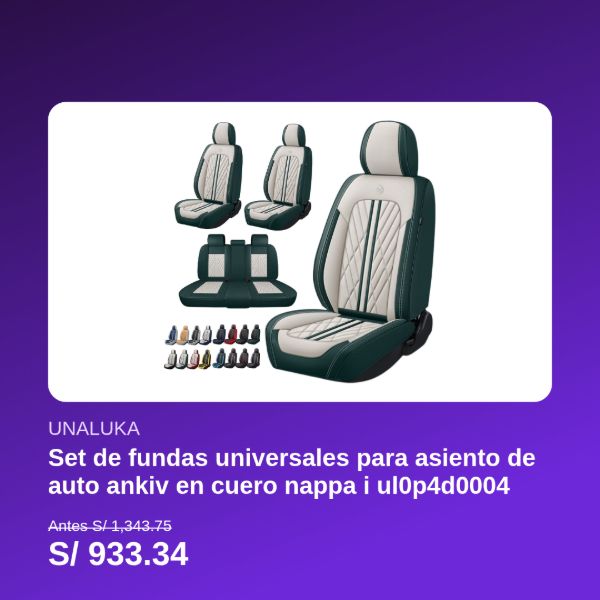 UNALUKA
Set de fundas universales para asiento de
auto ankiv en cuero nappa i ul0p4d0004
Antes S/ 1,343.75
S/ 933.34